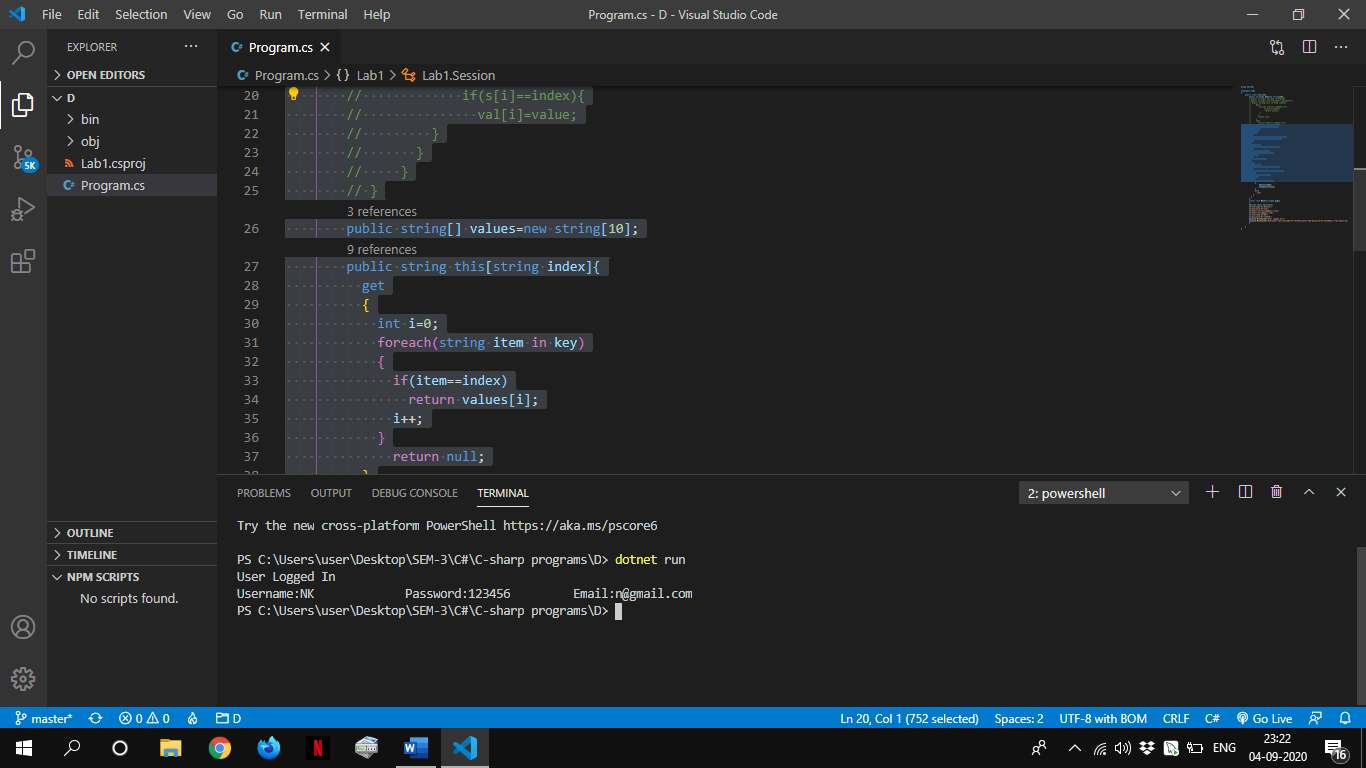 File Edit Selection View Go Run Terminal Help Program.cs - D - Visual Studio Code
EXPLORER ···
OPEN EDITORS
D
bin
obj
Lab1.csproj
C# Program.cs
OUTLINE
TIMELINE
NPM SCRIPTS
No scripts found.
5K
C# Program.cs
C# Program.cs > {} Lab1 > Lab1.Session
20 // if(s[i]==index){
21 // val[i]=value;
22 // }
23 // }
24 // }
25 // }
3 references
26 public string[] values=new string[10];
9 references
27 public string this[string index]{
28 get
29 {
30 int i=0;
31 foreach(string item in key)
32 {
33 if(item==index)
34 return values[i];
35 i++;
36 }
37 return null;
38 }
PROBLEMS OUTPUT DEBUG CONSOLE TERMINAL 2: powershell
Try the new cross-platform PowerShell https://aka.ms/pscore6
PS C:\Users\user\Desktop\SEM-3\C#\C-sharp programs\D> dotnet run
User Logged In
Username:NK Password:123456 Email:n@gmail.com
PS C:\Users\user\Desktop\SEM-3\C#\C-sharp programs\D>
master* 0 0 D Ln 20, Col 1 (752 selected) Spaces: 2 UTF-8 with BOM CRLF C# Go Live
N W ENG 23:22
04-09-2020 16